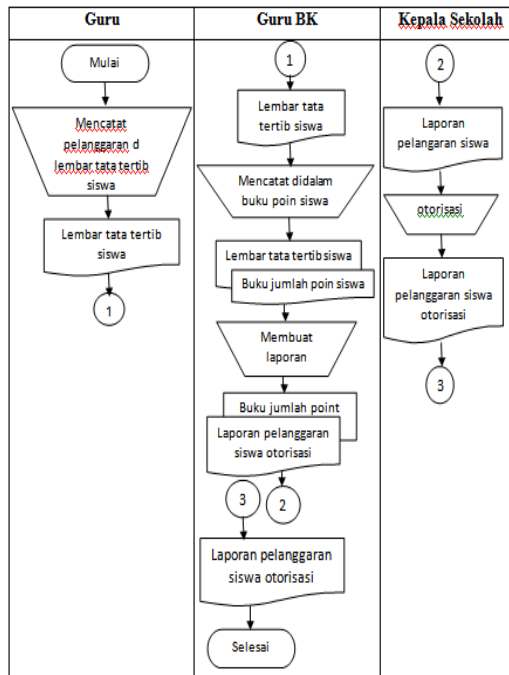 Guru
Guru BK
Kepala Sekolah
Mulai
Mencatat
pelanggaran d
lembar tata tertib
siswa
Lembar tata tertib
siswa
1
1
Lembar tata
tertib siswa
Mencatat didalam
buku poin siswa
Lembar tata tertib siswa
Buku jumlah poin siswa
Membuat
laporan
Buku jumlah point
Laporan pelanggaran
siswa otorisasi
3
2
Laporan pelanggaran
siswa otorisasi
Selesai
2
Laporan
pelangaran siswa
otorisasi
Laporan
pelanggaran siswa
otorisasi
3